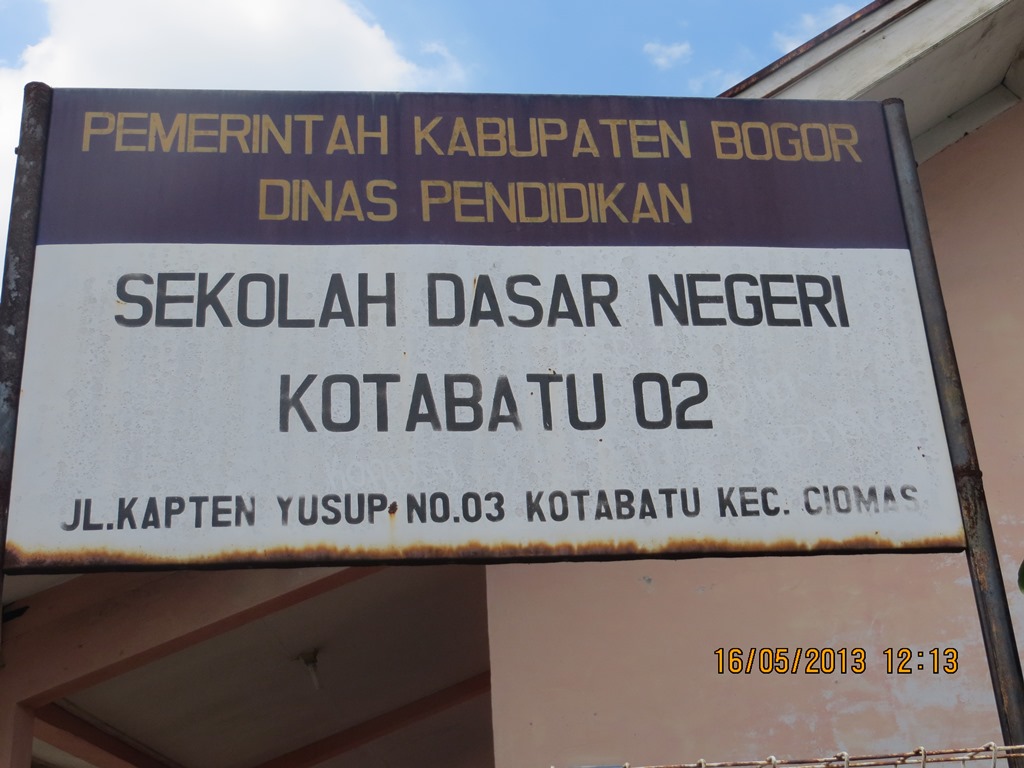 PEMERINTAH KABUPATEN BOGOR
DINAS PENDIDIKAN
SEKOLAH DASAR NEGERI
KOTABATU 02
JL.KAPTEN YUSUP NO.03 KOTABATU KEC. CIOMAS
16/05/2013 12:13